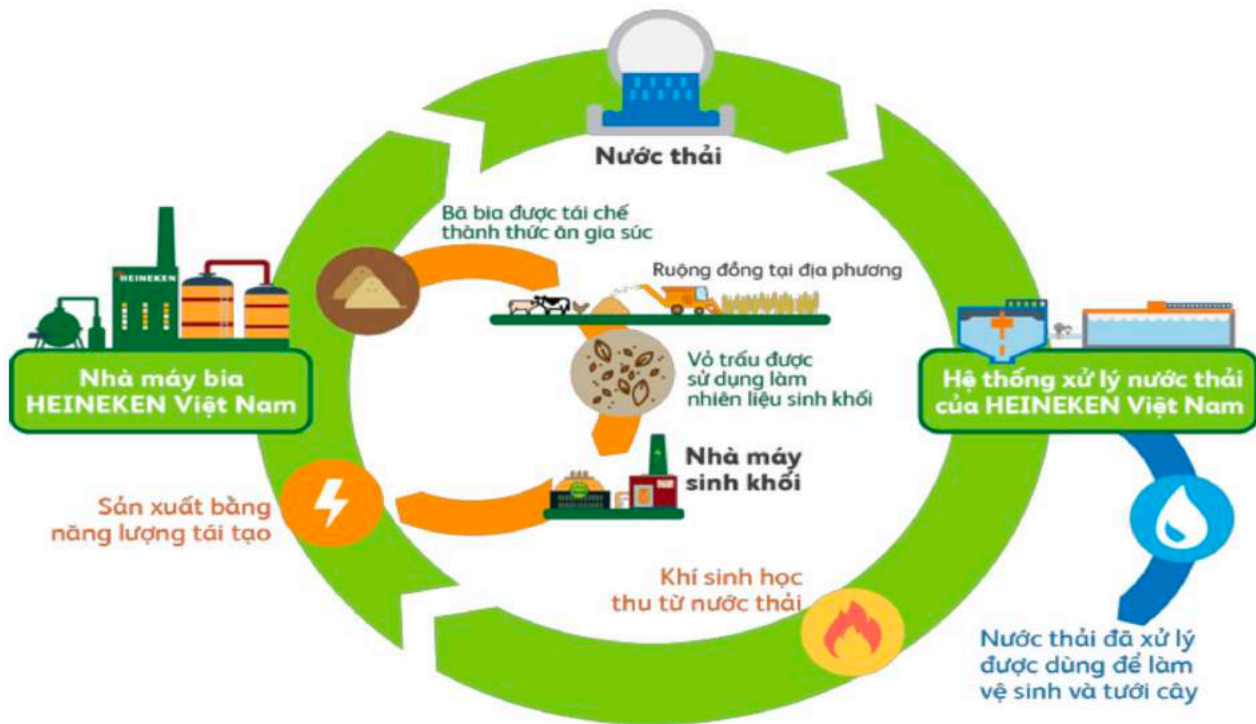 Nước thải
Bã bia được tái chế
thành thức ăn gia súc
Ruộng đồng tại địa phương
HEINEKEN
Nhà máy bia
HEINEKEN Việt Nam
Vỏ trấu được
sử dụng làm
nhiên liệu sinh khối
Hệ thống xử lý nước thải
của HEINEKEN Việt Nam
Nhà máy
sinh khối
Sản xuất bằng
năng lượng tái tạo
Khí sinh học
thu từ nước thải
Nước thải đã xử lý
được dùng để làm
vệ sinh và tưới cây